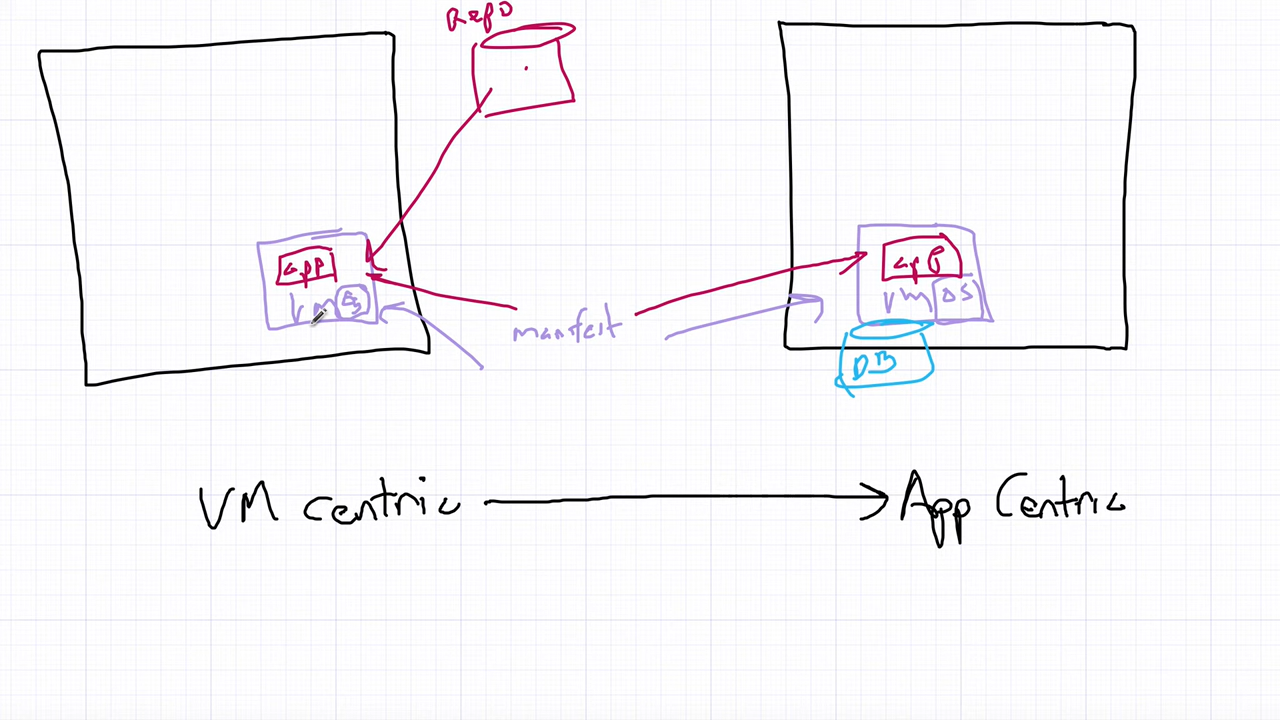 Repo
app
app
vm OS
vm OS
manifest
DB
VM centric
App Centric